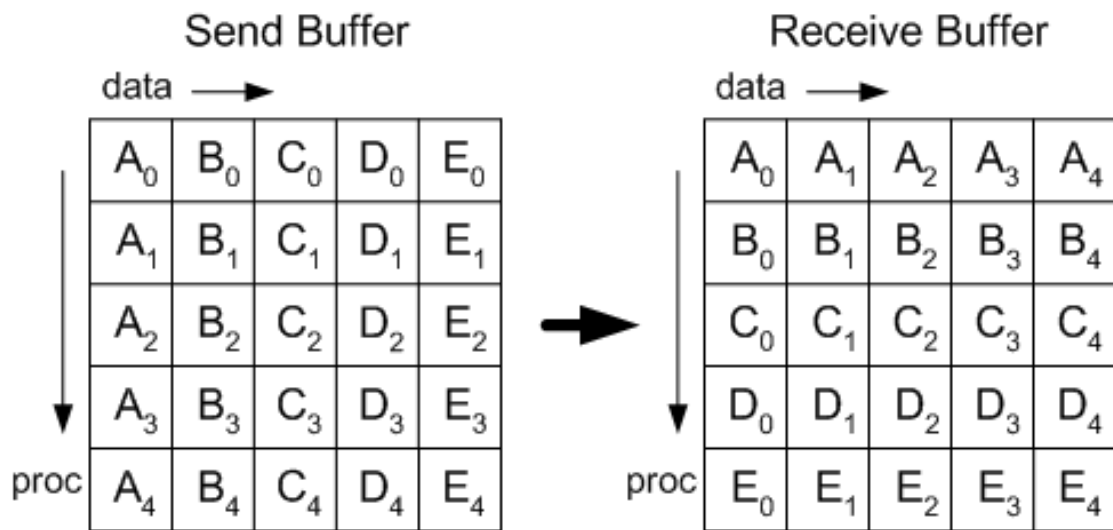 Send Buffer Receive Buffer
data data
A₀ B₀ C₀ D₀ E₀ A₀ A₁ A₂ A₃ A₄
A₁ B₁ C₁ D₁ E₁ B₀ B₁ B₂ B₃ B₄
A₂ B₂ C₂ D₂ E₂ C₀ C₁ C₂ C₃ C₄
A₃ B₃ C₃ D₃ E₃ D₀ D₁ D₂ D₃ D₄
proc A₄ B₄ C₄ D₄ E₄ proc E₀ E₁ E₂ E₃ E₄